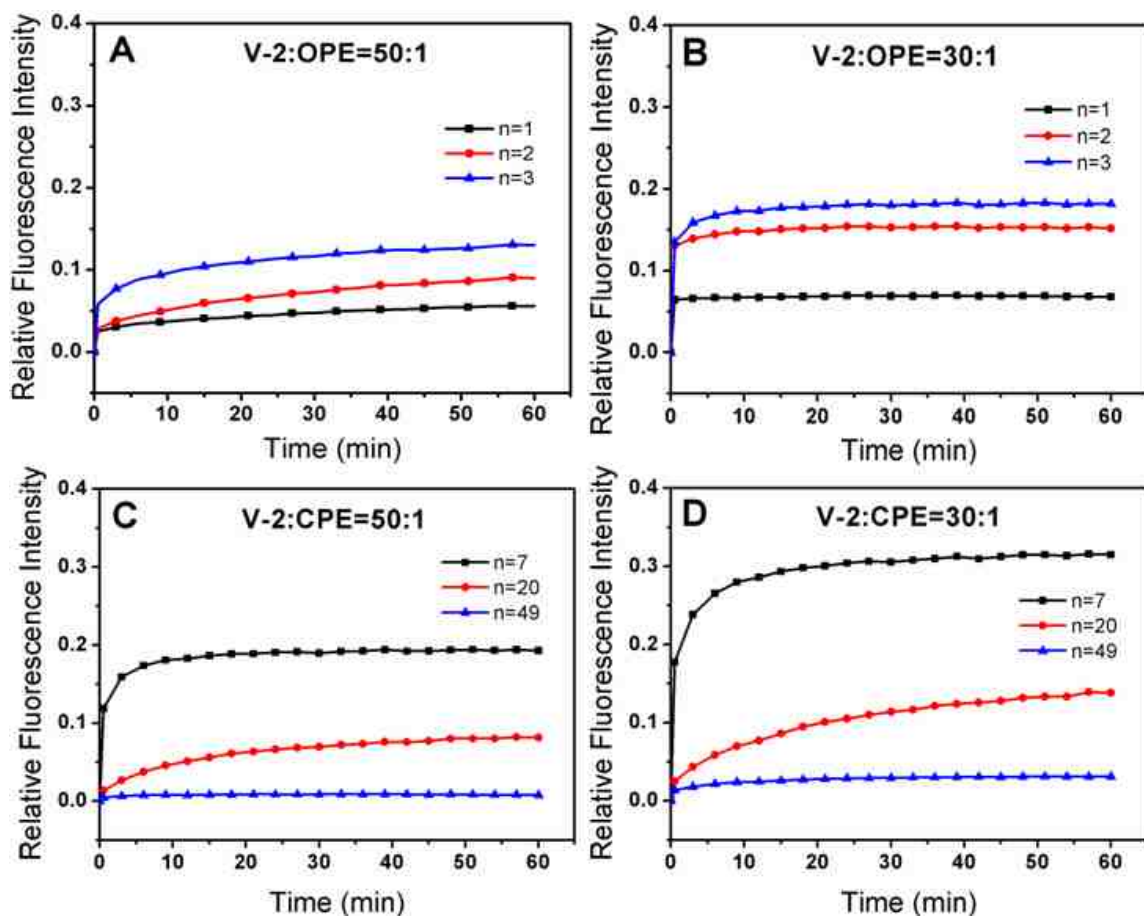 A
V-2:OPE=50:1
n=1
n=2
n=3
Relative Fluorescence Intensity
0.4
0.3
0.2
0.1
0.0
0 10 20 30 40 50 60
Time (min)
B
V-2:OPE=30:1
n=1
n=2
n=3
Relative Fluorescence Intensity
0.4
0.3
0.2
0.1
0.0
0 10 20 30 40 50 60
Time (min)
C
V-2:CPE=50:1
n=7
n=20
n=49
Relative Fluorescence Intensity
0.4
0.3
0.2
0.1
0.0
0 10 20 30 40 50 60
Time (min)
D
V-2:CPE=30:1
n=7
n=20
n=49
Relative Fluorescence Intensity
0.4
0.3
0.2
0.1
0.0
0 10 20 30 40 50 60
Time (min)